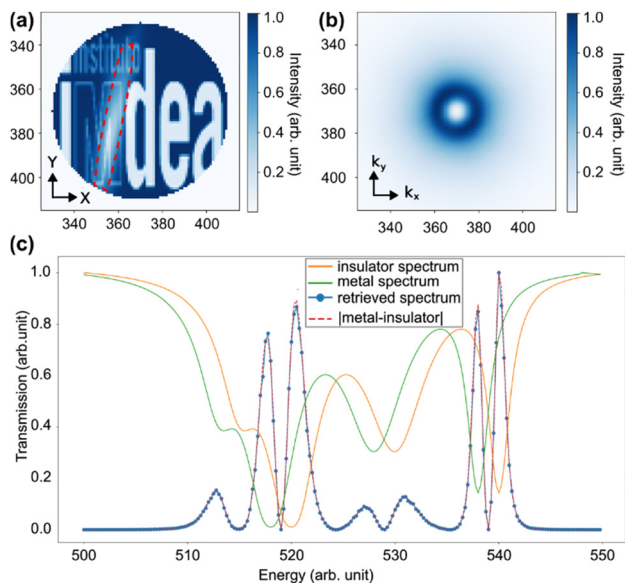 (a)
(b)
1.0
0.8
0.6
0.4
0.2
Intensity (arb. unit)
1.0
0.8
0.6
0.4
0.2
Intensity (arb. unit)
340
360
380
400
340
360
380
400
instituto
iMdea
Y
X
ky
kx
340 360 380 400
340 360 380 400
(c)
insulator spectrum
metal spectrum
retrieved spectrum
|metal-insulator|
1.0
0.8
0.6
0.4
0.2
0.0
Transmission (arb.unit)
500 510 520 530 540 550
Energy (arb. unit)